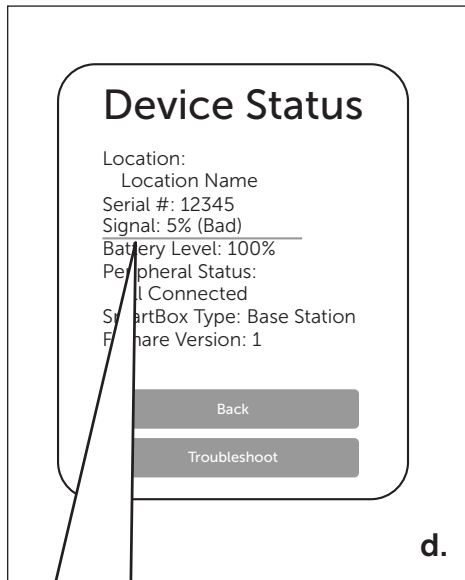 Device Status
Location:
Location Name
Serial #: 12345
Signal: 5% (Bad)
Battery Level: 100%
Peripheral Status:
Connected
Type: Base Station
Version: 1
Back
Troubleshoot
d.